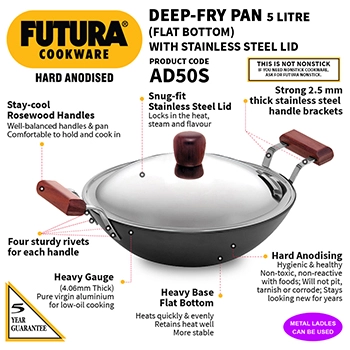 FUTURA®
COOKWARE
HARD ANODISED
DEEP-FRY PAN 5 LITRE
(FLAT BOTTOM)
WITH STAINLESS STEEL LID
PRODUCT CODE
AD50S
THIS IS NOT NONSTICK
IF YOU NEED NONSTICK COOKWARE,
ASK FOR FUTURA NONSTICK.
Stay-cool
Rosewood Handles
Well-balanced handles & pan
Comfortable to hold and cook in
Snug-fit
Stainless Steel Lid
Locks in the heat,
steam and flavour
Strong 2.5 mm
thick stainless steel
handle brackets
Four sturdy rivets
for each handle
Heavy Gauge
(4.06mm Thick)
Pure virgin aluminium
for low-oil cooking
Heavy Base
Flat Bottom
Heats quickly & evenly
Retains heat well
More stable
Hard Anodising
Hygienic & healthy
Non-toxic, non-reactive
with foods; Will not pit,
tarnish or corrode; Stays
looking new for years
5
YEAR
GUARANTEE
METAL LADLES
CAN BE USED